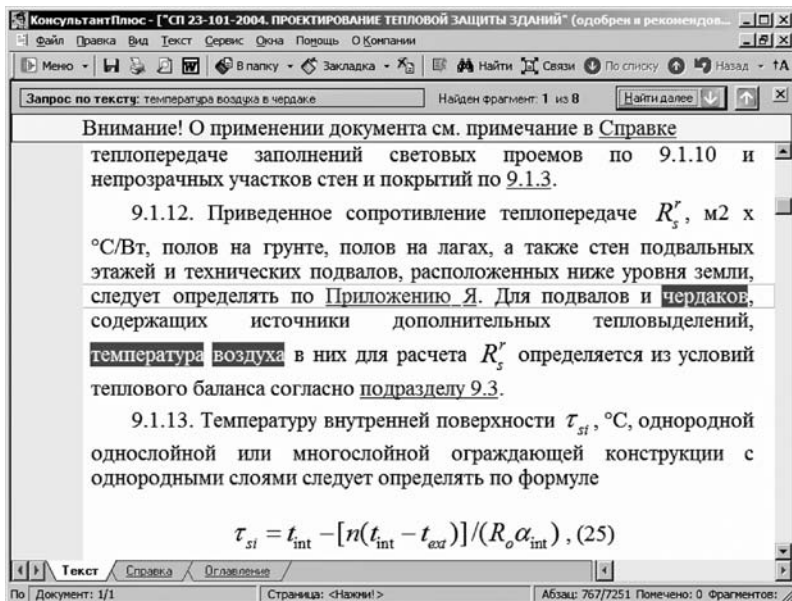 КонсультантПлюс - ["СП 23-101-2004. ПРОЕКТИРОВАНИЕ ТЕПЛОВОЙ ЗАЩИТЫ ЗДАНИЙ" (одобрен и рекомендов...
Файл Правка Вид Текст Сервис Окна Помощь О Компании
Меню В папку Закладка Найти Связи По списку Назад
Запрос по тексту: температура воздуха в чердаке Найден фрагмент: 1 из 8 Найти далее
Внимание! О применении документа см. примечание в Справке
теплопередаче заполнений световых проемов по 9.1.10 и
непрозрачных участков стен и покрытий по 9.1.3.
9.1.12. Приведенное сопротивление теплопередаче R_s^r, м2 х
°С/Вт, полов на грунте, полов на лагах, а также стен подвальных
этажей и технических подвалов, расположенных ниже уровня земли,
следует определять по Приложению Я. Для подвалов и чердаков,
содержащих источники дополнительных тепловыделений,
температура воздуха в них для расчета R_s^r определяется из условий
теплового баланса согласно подразделу 9.3.
9.1.13. Температуру внутренней поверхности τ_si, °С, однородной
однослойной или многослойной ограждающей конструкции с
однородными слоями следует определять по формуле
τ_si = t_int − [n(t_int − t_ext)]/(R_o α_int) , (25)
Текст Справка Оглавление
По Документ: 1/1 Страница: <Нажми!> Абзац: 767/7251 Помечено: 0 Фрагментов: